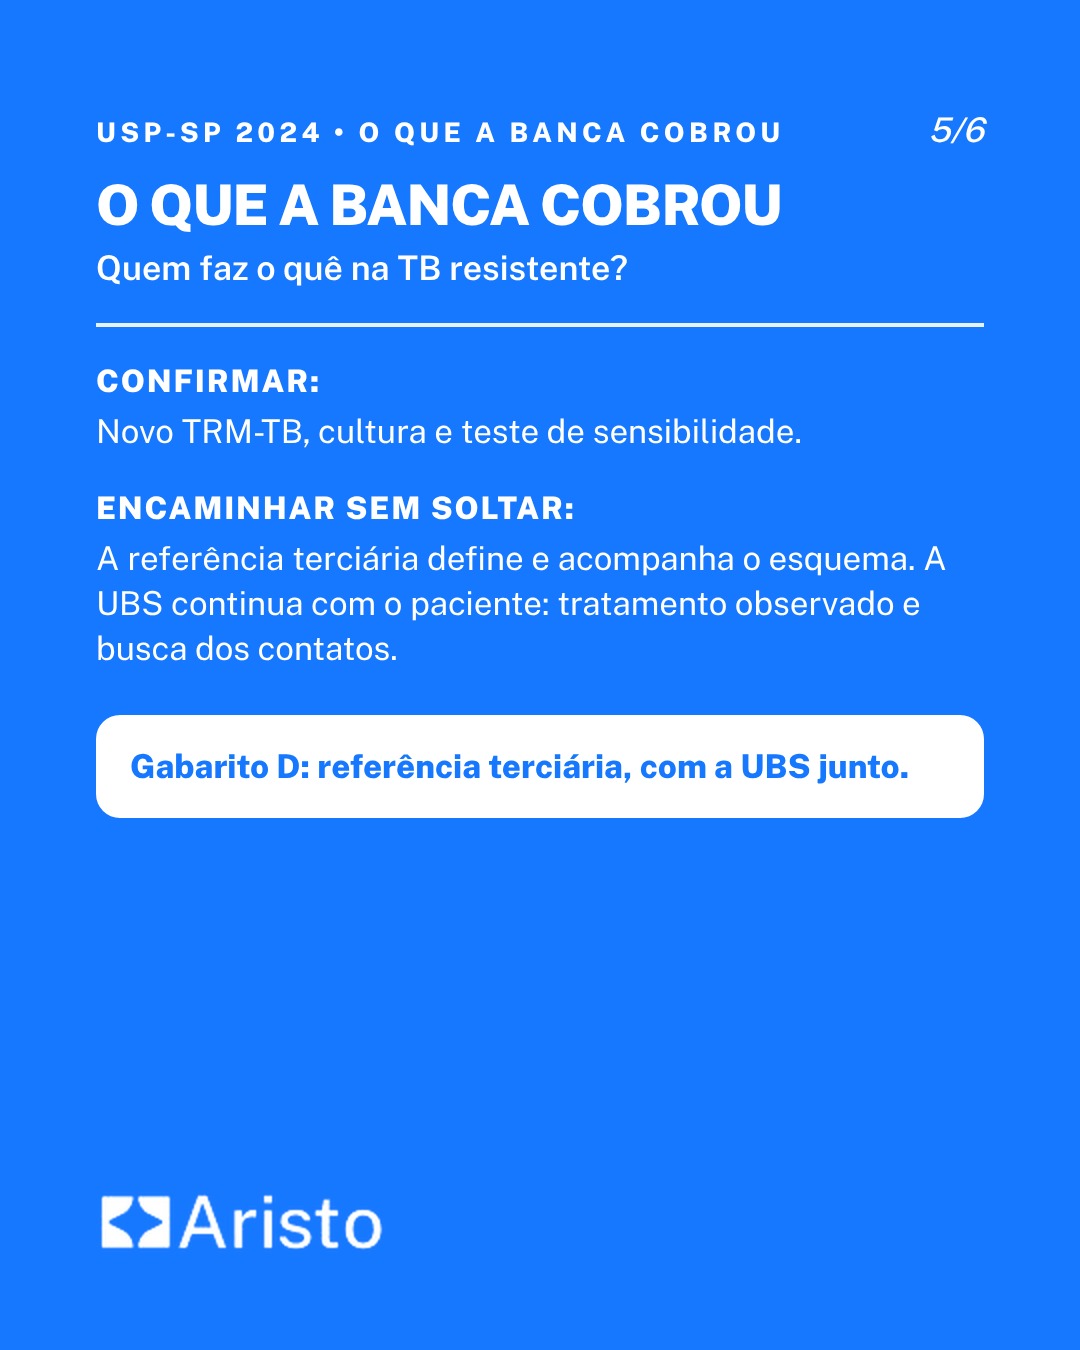 USP-SP 2024 • O QUE A BANCA COBROU
5/6
O QUE A BANCA COBROU
Quem faz o quê na TB resistente?
CONFIRMAR:
Novo TRM-TB, cultura e teste de sensibilidade.
ENCAMINHAR SEM SOLTAR:
A referência terciária define e acompanha o esquema. A
UBS continua com o paciente: tratamento observado e
busca dos contatos.
Gabarito D: referência terciária, com a UBS junto.
Aristo